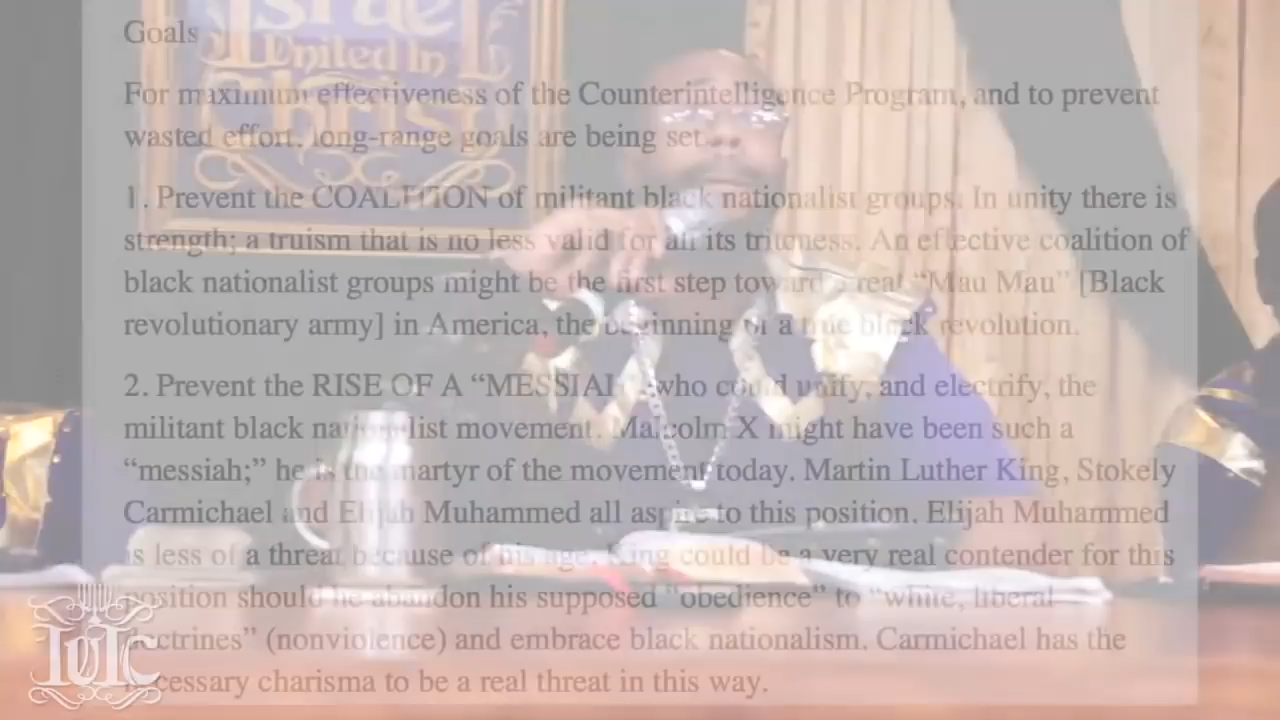 Israel
United In
Christ
Goals
For maximum effectiveness of the Counterintelligence Program, and to prevent
wasted effort, long-range goals are being set.
1. Prevent the COALITION of militant black nationalist groups. In unity there is
strength; a truism that is no less valid for all its triteness. An effective coalition of
black nationalist groups might be the first step toward a real “Mau Mau” [Black
revolutionary army] in America, the beginning of a true black revolution.
2. Prevent the RISE OF A “MESSIAH” who could unify, and electrify, the
militant black nationalist movement. Malcolm X might have been such a
“messiah;” he is the martyr of the movement today. Martin Luther King, Stokely
Carmichael and Elijah Muhammed all aspire to this position. Elijah Muhammed
is less of a threat because of his age. King could be a very real contender for this
position should he abandon his supposed “obedience” to “white, liberal
doctrines” (nonviolence) and embrace black nationalism. Carmichael has the
necessary charisma to be a real threat in this way.
IUIC